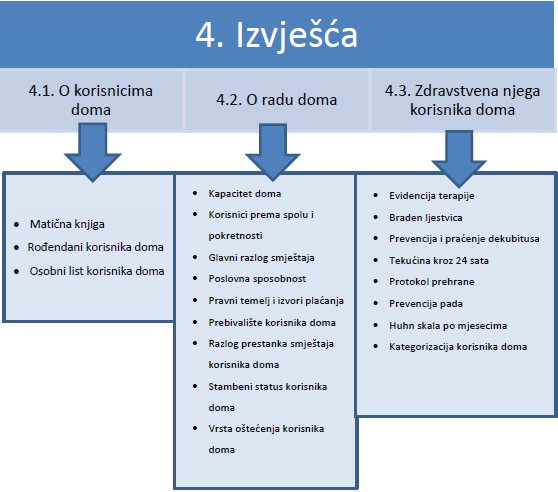 4. Izvješća
4.1. O korisnicima
doma
4.2. O radu doma
4.3. Zdravstvena njega
korisnika doma
• Matična knjiga
• Rođendani korisnika doma
• Osobni list korisnika doma
• Kapacitet doma
• Korisnici prema spolu i
pokretnosti
• Glavni razlog smještaja
• Poslovna sposobnost
• Pravni temelj i izvori plaćanja
• Prebivalište korisnika doma
• Razlog prestanka smještaja
korisnika doma
• Stambeni status korisnika
doma
• Vrsta oštećenja korisnika
doma
• Evidencija terapije
• Braden ljestvica
• Prevencija i praćenje dekubitusa
• Tekućina kroz 24 sata
• Protokol prehrane
• Prevencija pada
• Huhn skala po mjesecima
• Kategorizacija korisnika doma